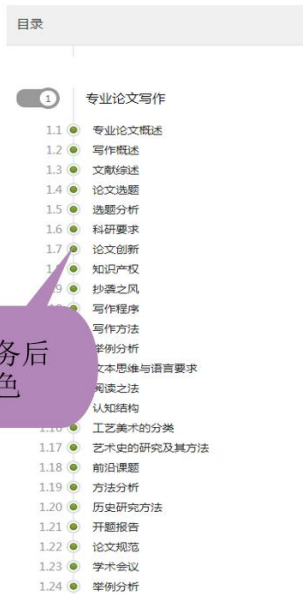 目录
1 专业论文写作
1.1 专业论文概述
1.2 写作概述
1.3 文献综述
1.4 论文选题
1.5 选题分析
1.6 科研要求
1.7 论文创新
知识产权
9 抄袭之风
写作程序
写作方法
举例分析
文本思维与语言要求
阅读之法
认知结构
务后
色
1.16 工艺美术的分类
1.17 艺术史的研究及其方法
1.18 前沿课题
1.19 方法分析
1.20 历史研究方法
1.21 开题报告
1.22 论文规范
1.23 学术会议
1.24 举例分析